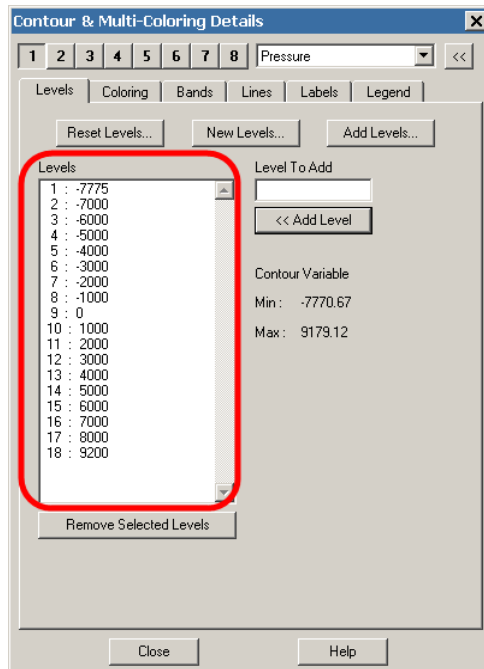 Contour & Multi-Coloring Details
1 2 3 4 5 6 7 8 Pressure <<
Levels Coloring Bands Lines Labels Legend
Reset Levels... New Levels... Add Levels...
Levels
1 : -7775
2 : -7000
3 : -6000
4 : -5000
5 : -4000
6 : -3000
7 : -2000
8 : -1000
9 : 0
10 : 1000
11 : 2000
12 : 3000
13 : 4000
14 : 5000
15 : 6000
16 : 7000
17 : 8000
18 : 9200
Remove Selected Levels
Level To Add
<< Add Level
Contour Variable
Min : -7770.67
Max : 9179.12
Close Help